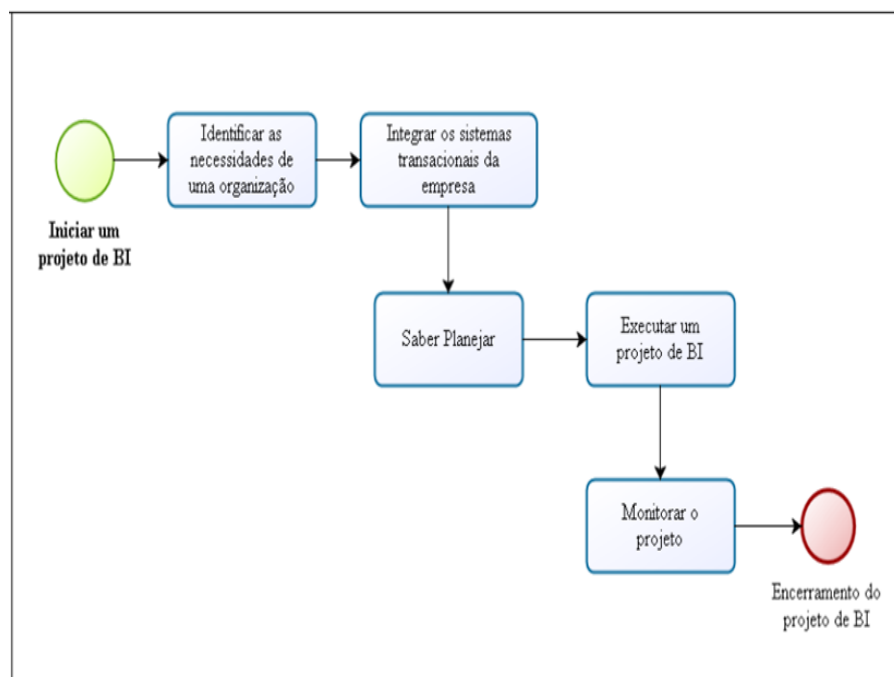 Iniciar um
projeto de BI
Identificar as
necessidades de
uma organização
Integrar os sistemas
transacionais da
empresa
Saber Planejar
Executar um
projeto de BI
Monitorar o
projeto
Encerramento do
projeto de BI